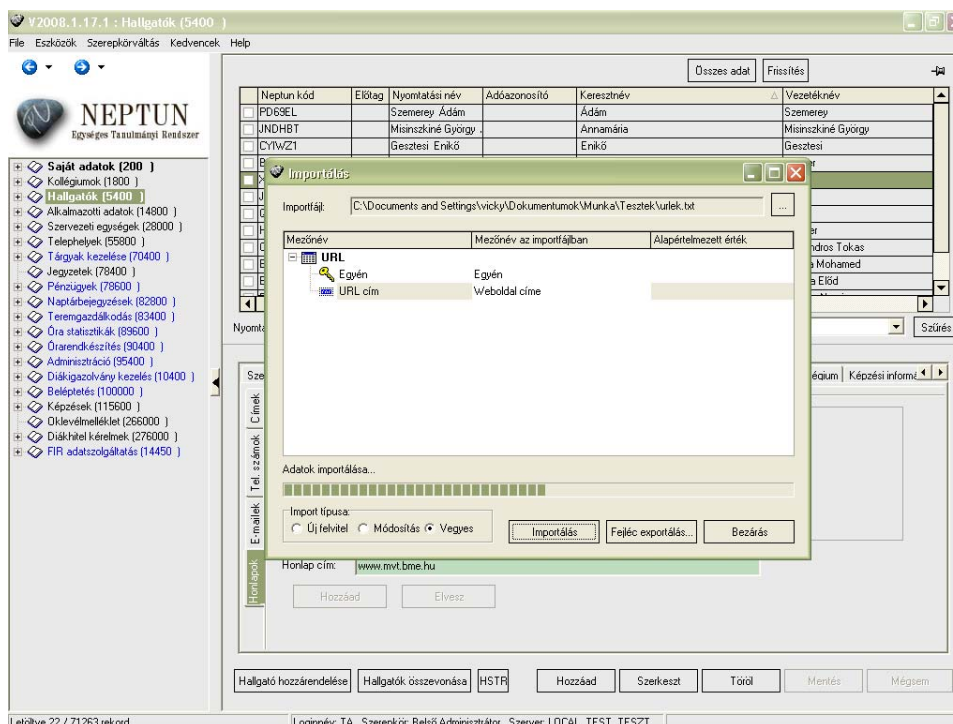 V2008.1.17.1 : Hallgatók (5400 )
File Eszközök Szerepkörváltás Kedvencek Help
Összes adat Frissítés
NEPTUN
Egységes Tanulmányi Rendszer
Saját adatok (200 )
Kollégiumok (1800 )
Hallgatók (5400 )
Alkalmazotti adatok (14800 )
Szervezeti egységek (28000 )
Telephelyek (55800 )
Tárgyak kezelése (70400 )
Jegyzetek (78400 )
Pénzügyek (78600 )
Naptárbejegyzések (82800 )
Teremgazdálkodás (83400 )
Óra statisztikák (89600 )
Órarendkészítés (90400 )
Adminisztráció (95400 )
Diákigazolvány kezelés (10400 )
Beléptetés (100000 )
Képzések (115600 )
Oklevélmelléklet (266000 )
Diákhitel kérelmek (276000 )
FIR adatszolgáltatás (14450 )
Neptun kód Előtag Nyomtatási név Adóazonosító Keresztnév Vezetéknév
PD69EL Szemerey Ádám Ádám Szemerey
JNDHBT Misinszkiné György Annamária Misinszkiné György
CYIWZ1 Gesztesi Enikő Enikő Gesztesi
ndros Tokas
Mohamed
Előd
Szűrés
Importálás
Importfájl: C:\Documents and Settings\vicky\Dokumentumok\Munka\Tesztek\urlek.txt ...
Mezőnév Mezőnév az importfájlban Alapértelmezett érték
URL
Egyén Egyén
URL cím Weboldal címe
Adatok importálása...
Import típusa:
Új felvitel Módosítás Vegyes
Importálás Fejléc exportálás... Bezárás
Képzési informá
Címek
Tel. számok
E-mailek
Honlapok
Honlap cím: www.mvt.bme.hu
Hozzáad Elvesz
Hallgató hozzárendelése Hallgatók összevonása HSTR Hozzáad Szerkeszt Töröl Mentés Mégsem
Letöltve 22 / 71263 rekord Loginnév: TA Szerepkör: Belső Adminisztrátor Szerver: LOCAL_TEST_TESZT